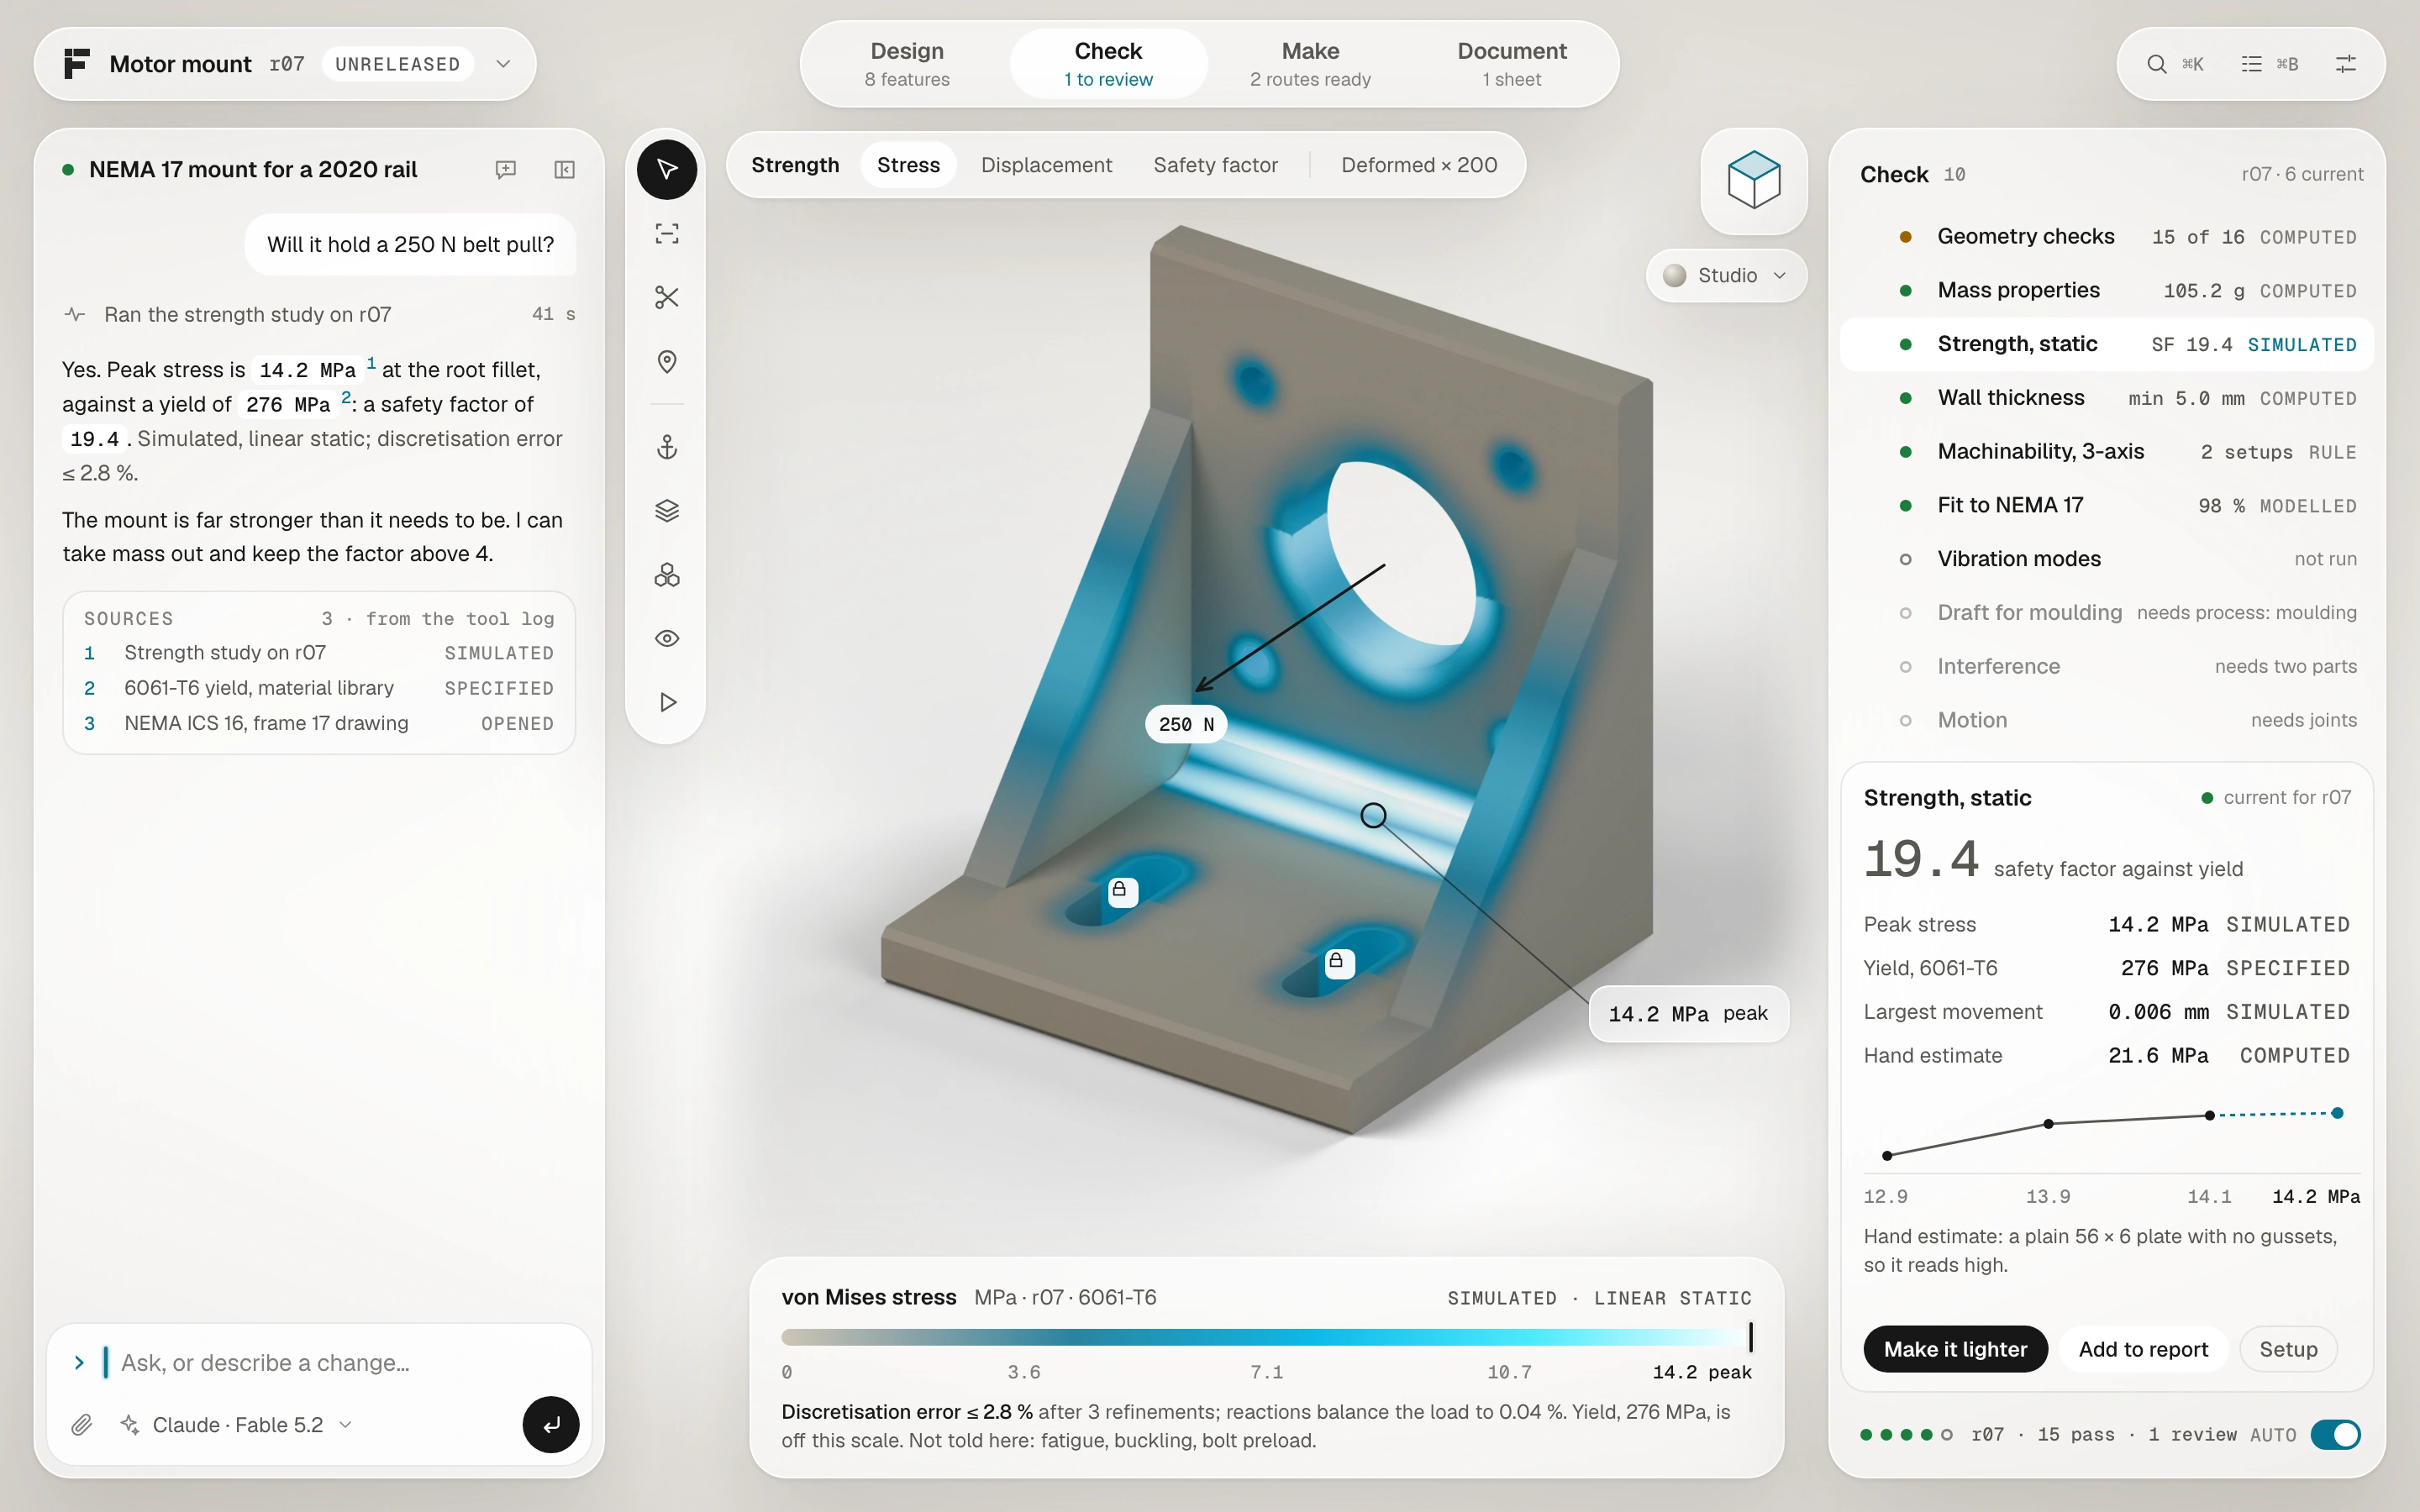 Motor mount r07 UNRELEASED
Design
8 features
Check
1 to review
Make
2 routes ready
Document
1 sheet
⌘K
⌘B
NEMA 17 mount for a 2020 rail
Will it hold a 250 N belt pull?
Ran the strength study on r07 41 s
Yes. Peak stress is 14.2 MPa 1 at the root fillet,
against a yield of 276 MPa 2: a safety factor of
19.4. Simulated, linear static; discretisation error
≤ 2.8 %.
The mount is far stronger than it needs to be. I can
take mass out and keep the factor above 4.
SOURCES 3 · from the tool log
1 Strength study on r07 SIMULATED
2 6061-T6 yield, material library SPECIFIED
3 NEMA ICS 16, frame 17 drawing OPENED
Ask, or describe a change…
Claude · Fable 5.2
Strength Stress Displacement Safety factor Deformed × 200
Studio
250 N
14.2 MPa peak
von Mises stress MPa · r07 · 6061-T6 SIMULATED · LINEAR STATIC
0 3.6 7.1 10.7 14.2 peak
Discretisation error ≤ 2.8 % after 3 refinements; reactions balance the load to 0.04 %. Yield, 276 MPa, is
off this scale. Not told here: fatigue, buckling, bolt preload.
Check 10 r07 · 6 current
Geometry checks 15 of 16 COMPUTED
Mass properties 105.2 g COMPUTED
Strength, static SF 19.4 SIMULATED
Wall thickness min 5.0 mm COMPUTED
Machinability, 3-axis 2 setups RULE
Fit to NEMA 17 98 % MODELLED
Vibration modes not run
Draft for moulding needs process: moulding
Interference needs two parts
Motion needs joints
Strength, static current for r07
19.4 safety factor against yield
Peak stress 14.2 MPa SIMULATED
Yield, 6061-T6 276 MPa SPECIFIED
Largest movement 0.006 mm SIMULATED
Hand estimate 21.6 MPa COMPUTED
12.9 13.9 14.1 14.2 MPa
Hand estimate: a plain 56 × 6 plate with no gussets,
so it reads high.
Make it lighter Add to report Setup
r07 · 15 pass · 1 review AUTO